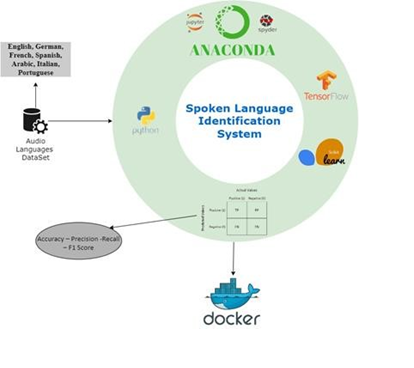 English, German,
French, Spanish,
Arabic, Italian,
Portuguese
Audio
Languages
DataSet
jupyter
spyder
ANACONDA
python
TensorFlow
learn
Spoken Language
Identification
System
Actual Values
Positive (1) Negative (0)
Predicted Values
Positive (1) TP FP
Negative (0) FN TN
Accuracy – Precision -Recall
– F1 Score
docker